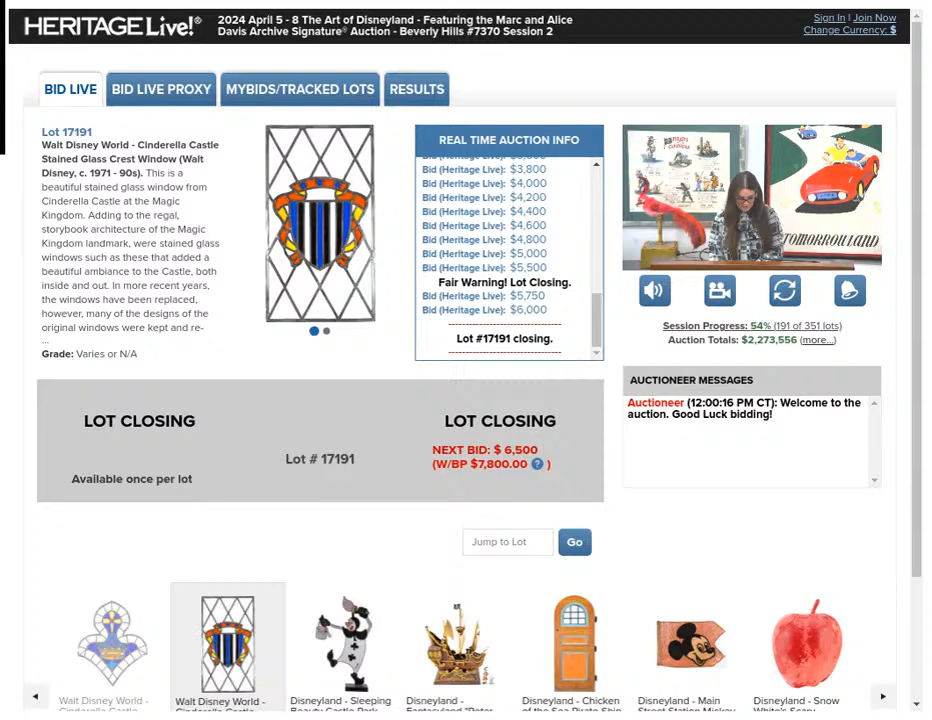 HERITAGE Live!®
2024 April 5 - 8 The Art of Disneyland - Featuring the Marc and Alice
Davis Archive Signature® Auction - Beverly Hills #7370 Session 2
Sign In | Join Now
Change Currency: $
BID LIVE
BID LIVE PROXY
MYBIDS/TRACKED LOTS
RESULTS
Lot 17191
Walt Disney World - Cinderella Castle
Stained Glass Crest Window (Walt
Disney, c. 1971 - 90s). This is a
beautiful stained glass window from
Cinderella Castle at the Magic
Kingdom. Adding to the regal,
storybook architecture of the Magic
Kingdom landmark, were stained glass
windows such as these that added a
beautiful ambiance to the Castle, both
inside and out. In more recent years,
the windows have been replaced,
however, many of the designs of the
original windows were kept and re-
...
Grade: Varies or N/A
REAL TIME AUCTION INFO
Bid (Heritage Live): $3,800
Bid (Heritage Live): $4,000
Bid (Heritage Live): $4,200
Bid (Heritage Live): $4,400
Bid (Heritage Live): $4,600
Bid (Heritage Live): $4,800
Bid (Heritage Live): $5,000
Bid (Heritage Live): $5,500
Fair Warning! Lot Closing.
Bid (Heritage Live): $5,750
Bid (Heritage Live): $6,000
Lot #17191 closing.
TOMORROWLAND
Session Progress: 54% (191 of 351 lots)
Auction Totals: $2,273,556 (more...)
AUCTIONEER MESSAGES
Auctioneer (12:00:16 PM CT): Welcome to the
auction. Good Luck bidding!
LOT CLOSING
Available once per lot
Lot # 17191
LOT CLOSING
NEXT BID: $ 6,500
(W/BP $7,800.00 ? )
Jump to Lot
Go
Walt Disney World -
Walt Disney World -
Disneyland - Sleeping
Disneyland -
Disneyland - Chicken
Disneyland - Main
Disneyland - Snow